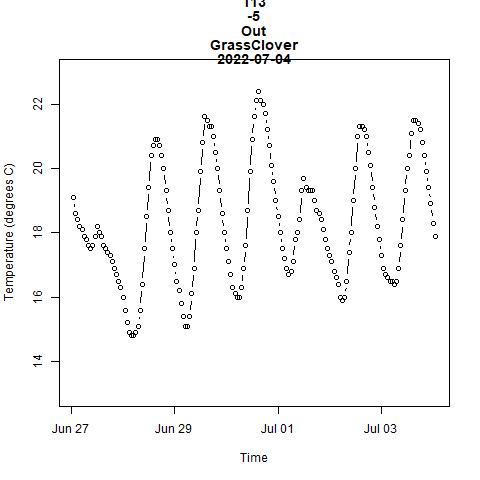 113
-5
Out
GrassClover
2022-07-04
Temperature (degrees C)
22
20
18
16
14
Jun 27
Jun 29
Jul 01
Jul 03
Time